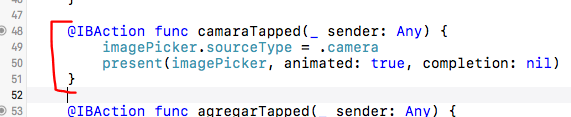 48 @IBAction func camaraTapped(_ sender: Any) {
49 imagePicker.sourceType = .camera
50 present(imagePicker, animated: true, completion: nil)
51 }
52
53 @IBAction func agregarTapped(_ sender: Any) {